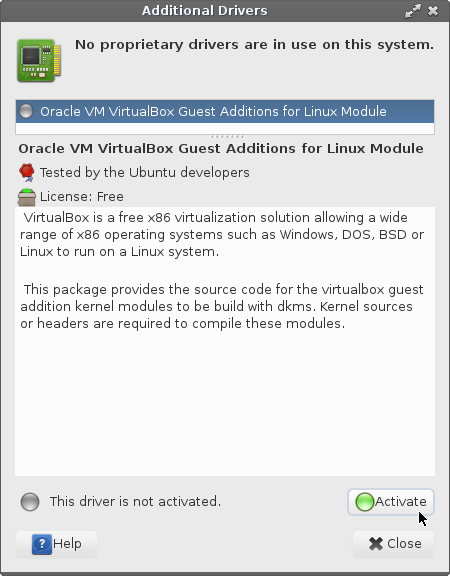 Additional Drivers
No proprietary drivers are in use on this system.
Oracle VM VirtualBox Guest Additions for Linux Module
Oracle VM VirtualBox Guest Additions for Linux Module
Tested by the Ubuntu developers
License: Free
VirtualBox is a free x86 virtualization solution allowing a wide
range of x86 operating systems such as Windows, DOS, BSD or
Linux to run on a Linux system.
This package provides the source code for the virtualbox guest
addition kernel modules to be build with dkms. Kernel sources
or headers are required to compile these modules.
This driver is not activated.
Activate
Help
Close